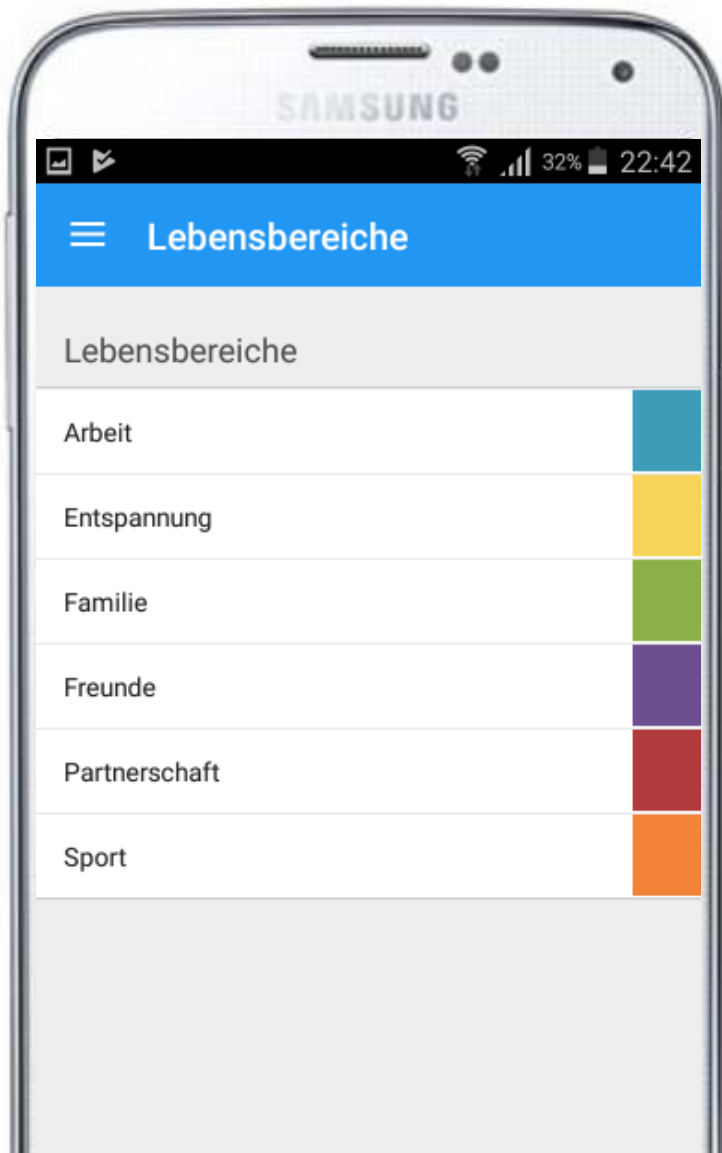 SAMSUNG
32% 22:42
Lebensbereiche
Lebensbereiche
Arbeit
Entspannung
Familie
Freunde
Partnerschaft
Sport